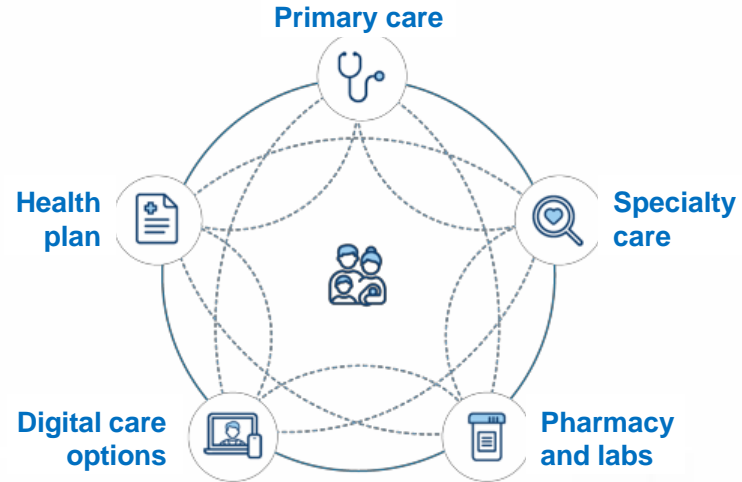 Primary care
Health
plan
Specialty
care
Digital care
options
Pharmacy
and labs